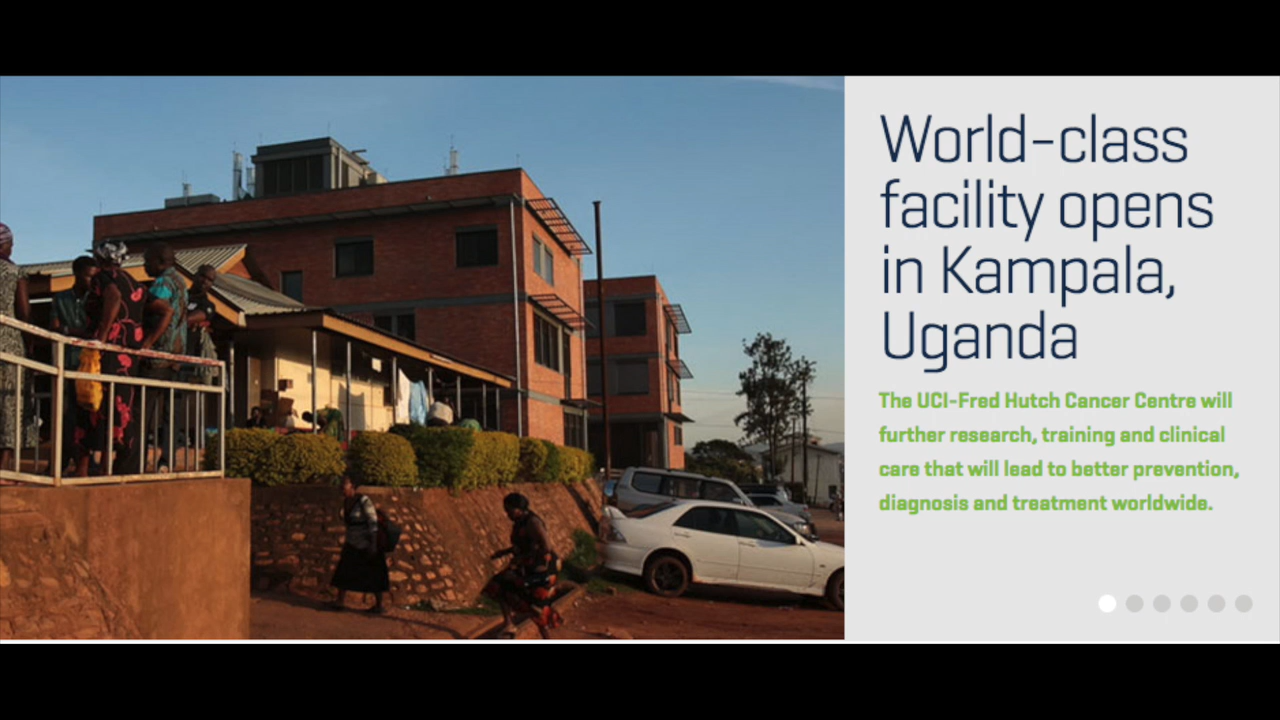 World-class
facility opens
in Kampala,
Uganda
The UCI-Fred Hutch Cancer Centre will
further research, training and clinical
care that will lead to better prevention,
diagnosis and treatment worldwide.